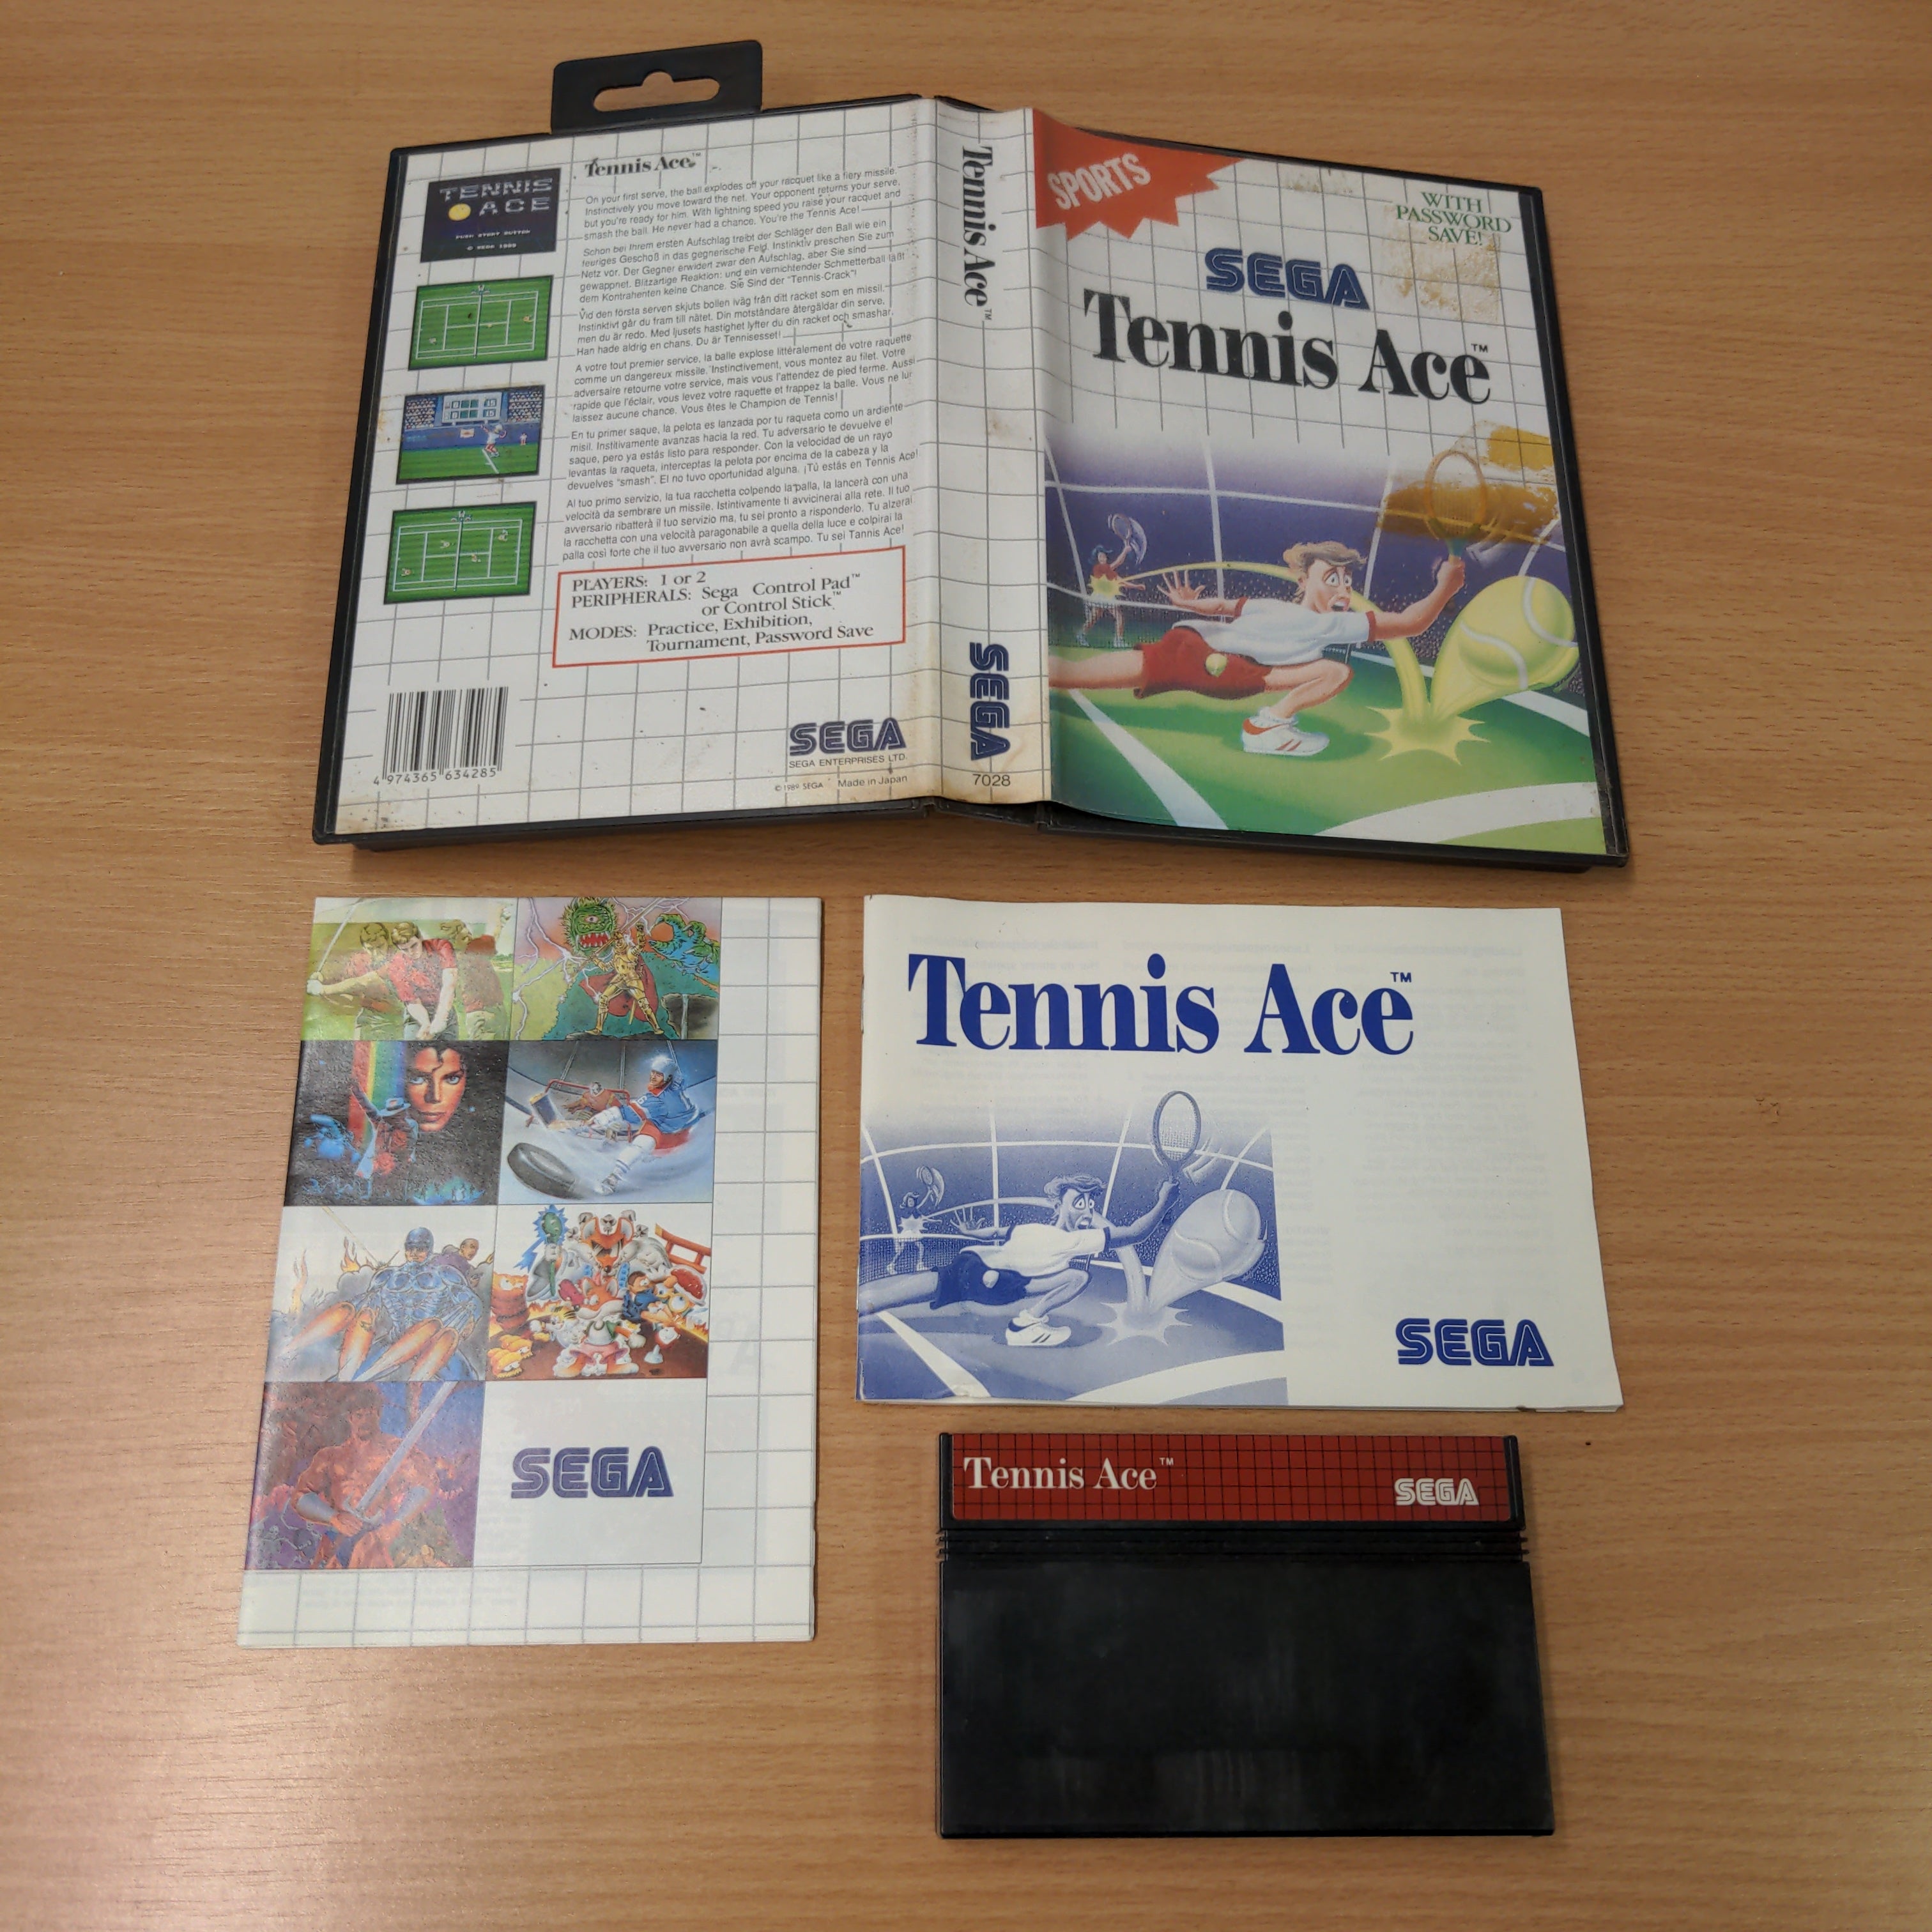 Tennis Ace™
TENNIS
ACE
PUSH START BUTTON
© SEGA 1989
On your first serve, the ball explodes off your racquet like a fiery missile.
Instinctively you move toward the net. Your opponent returns your serve,
but you're ready for him. With lightning speed you raise your racquet and
smash the ball. He never had a chance. You're the Tennis Ace!
Schon bei Ihrem ersten Aufschlag treibt der Schläger den Ball wie ein
feuriges Geschoß in das gegnerische Feld. Instinktiv preschen Sie zum
Netz vor. Der Gegner erwidert zwar den Aufschlag, aber Sie sind
gewappnet. Blitzartige Reaktion: und ein vernichtender Schmetterball läßt
dem Kontrahenten keine Chance. Sie Sind der "Tennis-Crack"!
Vid den första serven skjuts bollen iväg från ditt racket som en missil.
Instinktivt går du fram till nätet. Din motståndare återgäldar din serve,
men du är redo. Med ljusets hastighet lyfter du din racket och smashar.
Han hade aldrig en chans. Du är Tennisesset!
A votre tout premier service, la balle explose littéralement de votre raquette
comme un dangereux missile. Instinctivement, vous montez au filet. Votre
adversaire retourne votre service, mais vous l'attendez de pied ferme. Aussi
rapide que l'éclair, vous levez votre raquette et frappez la balle. Vous ne lui
laissez aucune chance. Vous êtes le Champion de Tennis!
En tu primer saque, la pelota es lanzada por tu raqueta como un ardiente
misil. Institivamente avanzas hacia la red. Tu adversario te devuelve el
saque, pero ya estás listo para responder. Con la velocidad de un rayo
levantas la raqueta, interceptas la pelota por encima de la cabeza y la
devuelves "smash". El no tuvo oportunidad alguna. ¡Tú estás en Tennis Ace!
Al tuo primo servizio, la tua racchetta colpendo la palla, la lancerà con una
velocità da sembrare un missile. Istintivamente ti avvicinerai alla rete. Il tuo
avversario ribatterà il tuo servizio ma, tu sei pronto a risponderlo. Tu alzerai
la racchetta con una velocità paragonabile a quella della luce e colpirai la
palla così forte che il tuo avversario non avrà scampo. Tu sei Tannis Ace!
PLAYERS: 1 or 2
PERIPHERALS: Sega Control Pad™
or Control Stick™
MODES: Practice, Exhibition,
Tournament, Password Save
4 974365 634285
SEGA
SEGA ENTERPRISES LTD.
© 1989 SEGA Made in Japan
Tennis Ace™
SEGA
7028
SPORTS
WITH
PASSWORD
SAVE!
SEGA
Tennis Ace™
SEGA
Tennis Ace™
SEGA
Tennis Ace™
SEGA